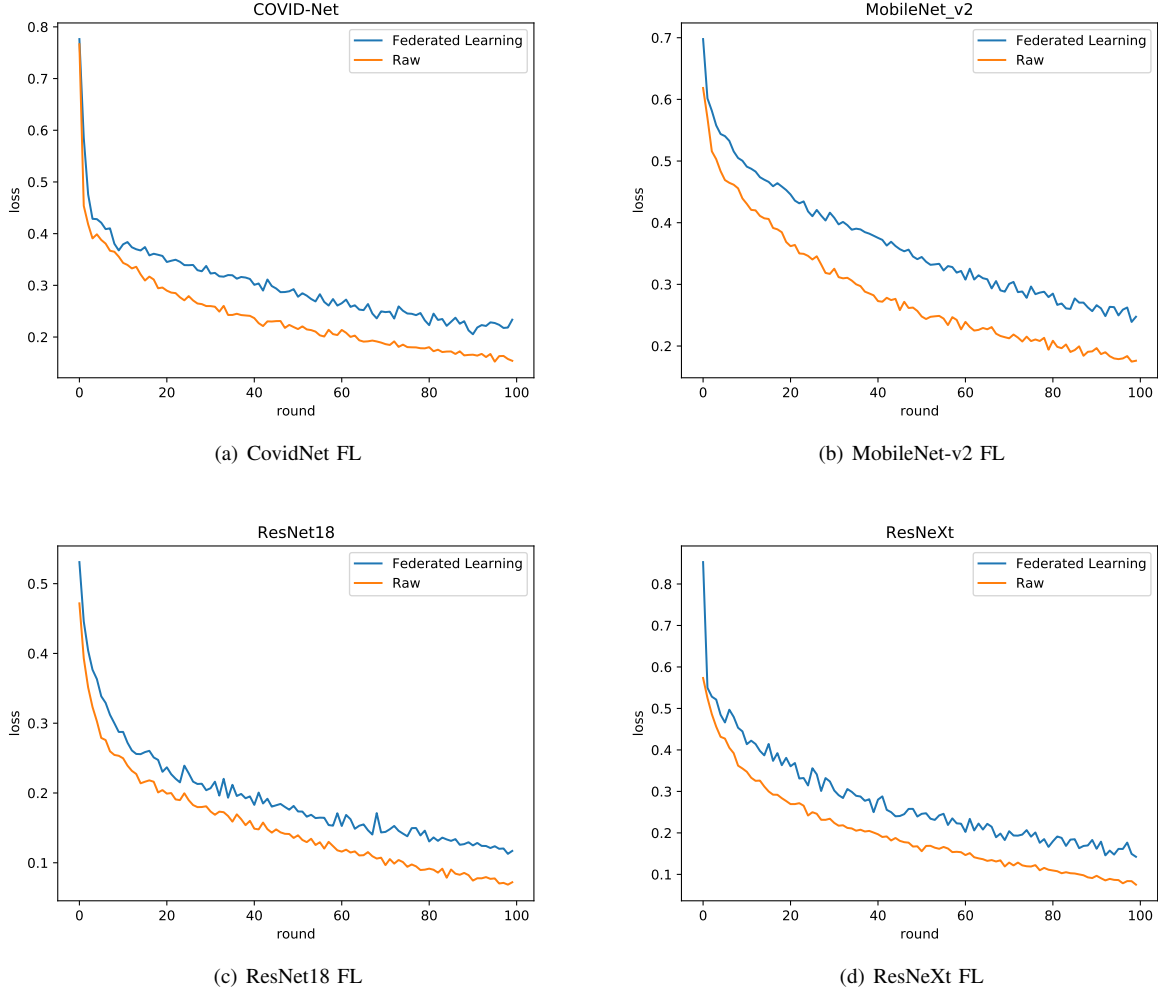 COVID-Net
0.8
0.7
0.6
0.5
0.4
0.3
0.2
loss
0 20 40 60 80 100
round
Federated Learning
Raw
(a) CovidNet FL
MobileNet_v2
0.7
0.6
0.5
0.4
0.3
0.2
loss
0 20 40 60 80 100
round
Federated Learning
Raw
(b) MobileNet-v2 FL
ResNet18
0.5
0.4
0.3
0.2
0.1
loss
0 20 40 60 80 100
round
Federated Learning
Raw
(c) ResNet18 FL
ResNeXt
0.8
0.7
0.6
0.5
0.4
0.3
0.2
0.1
loss
0 20 40 60 80 100
round
Federated Learning
Raw
(d) ResNeXt FL